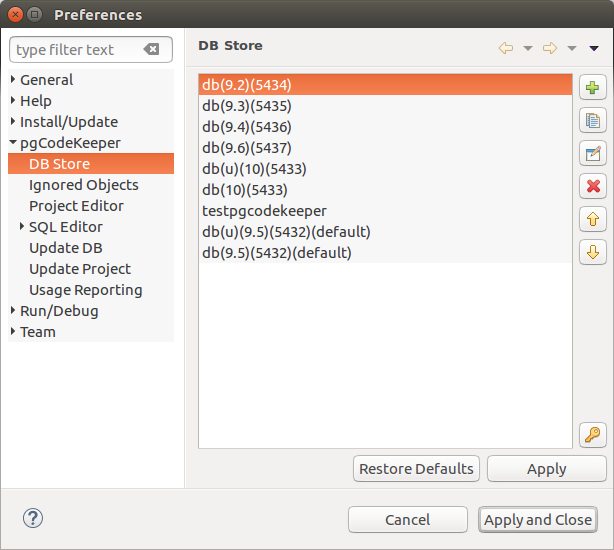 Preferences
type filter text
General
Help
Install/Update
pgCodeKeeper
DB Store
Ignored Objects
Project Editor
SQL Editor
Update DB
Update Project
Usage Reporting
Run/Debug
Team
DB Store
db(9.2)(5434)
db(9.3)(5435)
db(9.4)(5436)
db(9.6)(5437)
db(u)(10)(5433)
db(10)(5433)
testpgcodekeeper
db(u)(9.5)(5432)(default)
db(9.5)(5432)(default)
Restore Defaults
Apply
?
Cancel
Apply and Close